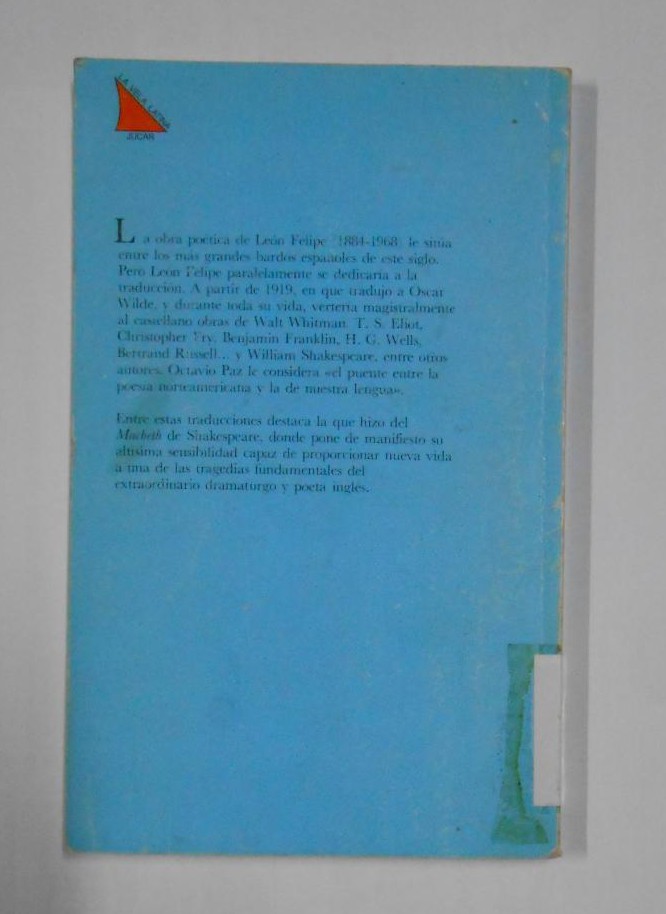 LA VELA LATINA
JÚCAR
La obra poética de León Felipe (1884-1968) le sitúa
entre los más grandes bardos españoles de este siglo.
Pero León Felipe paralelamente se dedicaría a la
traducción. A partir de 1919, en que tradujo a Oscar
Wilde, y durante toda su vida, vertería magistralmente
al castellano obras de Walt Whitman, T. S. Eliot,
Christopher Fry, Benjamin Franklin, H. G. Wells,
Bertrand Russell... y William Shakespeare, entre otros
autores. Octavio Paz le considera «el puente entre la
poesía norteamericana y la de nuestra lengua».
Entre estas traducciones destaca la que hizo del
Macbeth de Shakespeare, donde pone de manifiesto su
altísima sensibilidad capaz de proporcionar nueva vida
a una de las tragedias fundamentales del
extraordinario dramaturgo y poeta inglés.